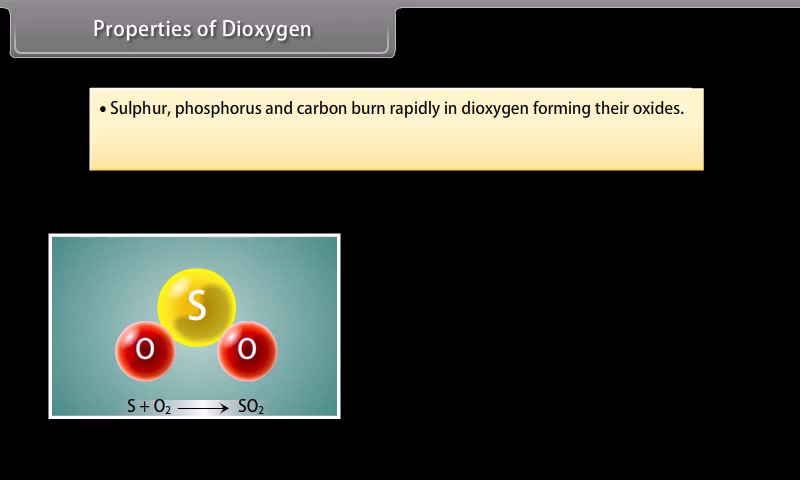 Properties of Dioxygen
• Sulphur, phosphorus and carbon burn rapidly in dioxygen forming their oxides.
S
O O
S + O₂ ⟶ SO₂